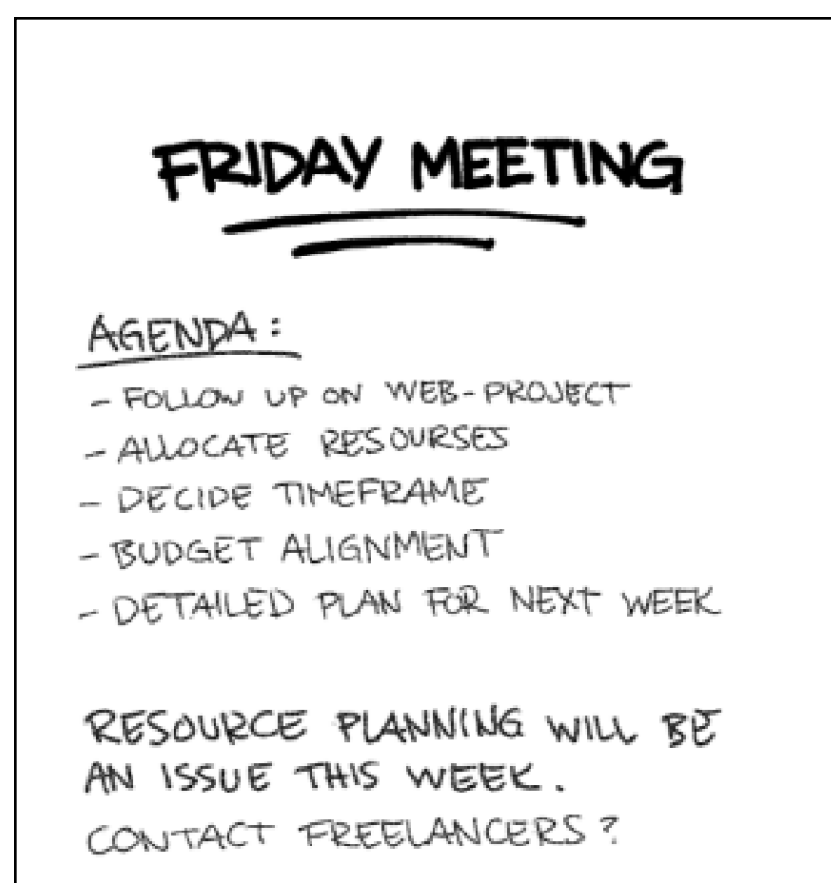 FRIDAY MEETING
AGENDA:
- FOLLOW UP ON WEB-PROJECT
- ALLOCATE RESOURSES
- DECIDE TIMEFRAME
- BUDGET ALIGNMENT
- DETAILED PLAN FOR NEXT WEEK
RESOURCE PLANNING WILL BE
AN ISSUE THIS WEEK.
CONTACT FREELANCERS?